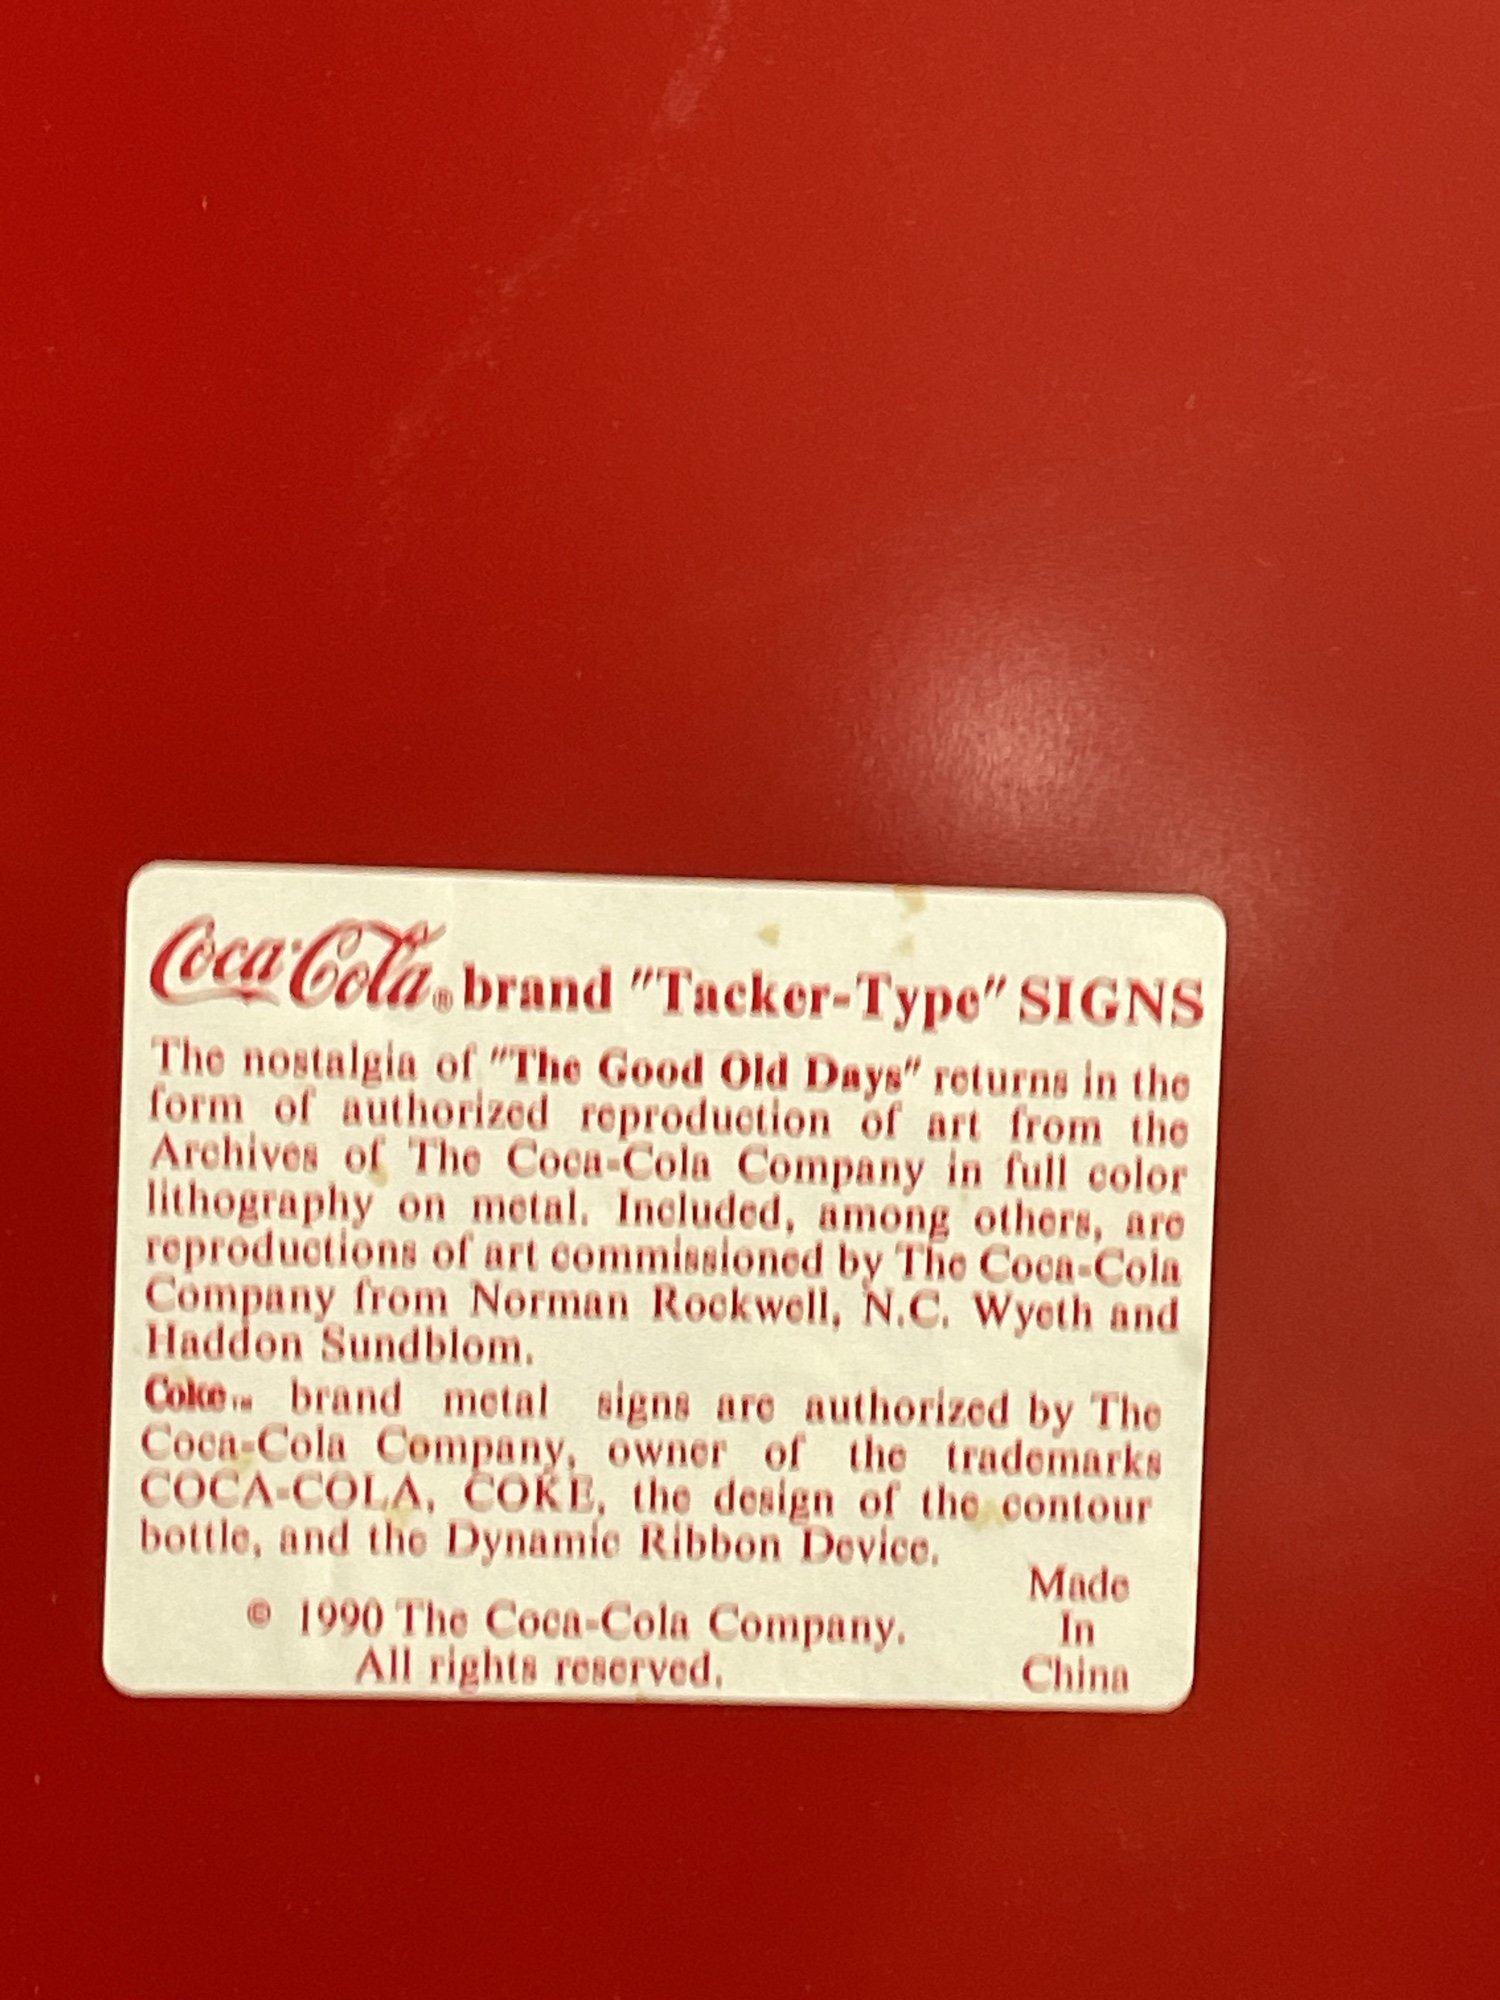 Coca-Cola® brand "Tacker-Type" SIGNS
The nostalgia of "The Good Old Days" returns in the
form of authorized reproduction of art from the
Archives of The Coca-Cola Company in full color
lithography on metal. Included, among others, are
reproductions of art commissioned by The Coca-Cola
Company from Norman Rockwell, N.C. Wyeth and
Haddon Sundblom.
Coke™ brand metal signs are authorized by The
Coca-Cola Company, owner of the trademarks
COCA-COLA, COKE, the design of the contour
bottle, and the Dynamic Ribbon Device.
© 1990 The Coca-Cola Company.
All rights reserved.
Made
In
China